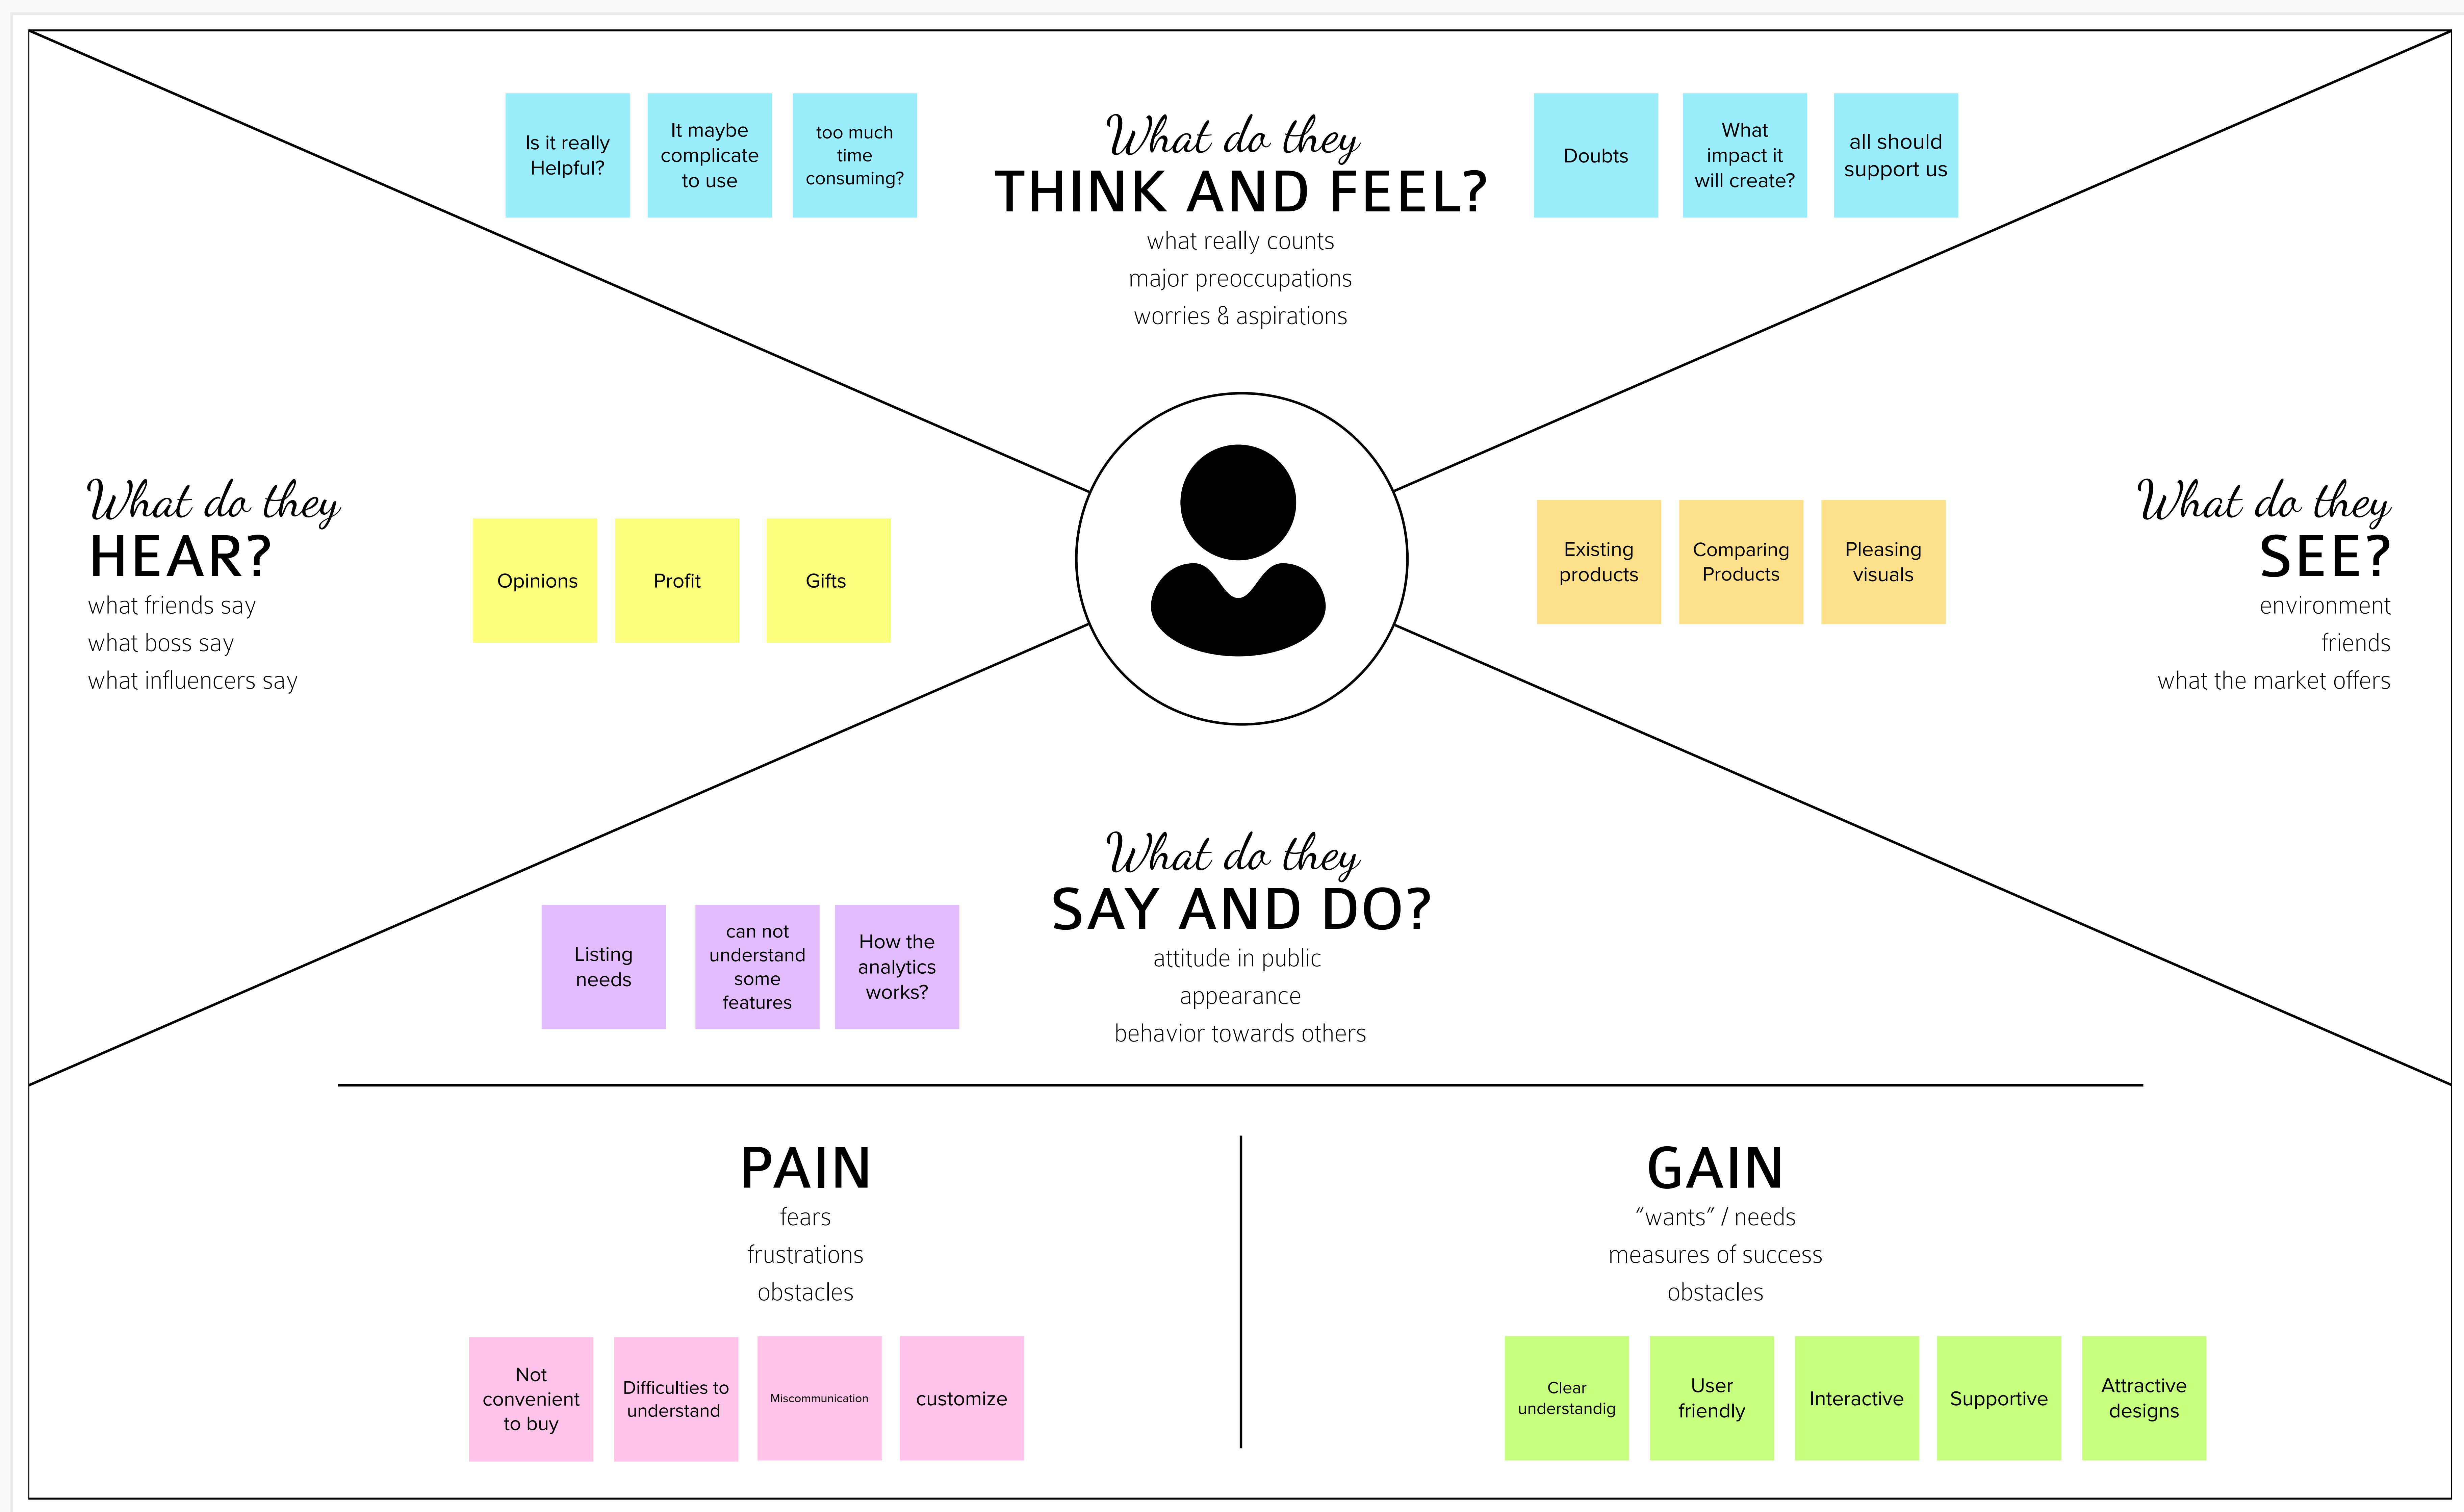 Is it really
Helpful?
It maybe
complicate
to use
too much
time
consuming?
What do they
THINK AND FEEL?
what really counts
major preoccupations
worries & aspirations
Doubts
What
impact it
will create?
all should
support us
What do they
HEAR?
what friends say
what boss say
what influencers say
Opinions
Profit
Gifts
Existing
products
Comparing
Products
Pleasing
visuals
What do they
SEE?
environment
friends
what the market offers
Listing
needs
can not
understand
some
features
How the
analytics
works?
What do they
SAY AND DO?
attitude in public
appearance
behavior towards others
PAIN
fears
frustrations
obstacles
Not
convenient
to buy
Difficulties to
understand
Miscommunication
customize
GAIN
“wants” / needs
measures of success
obstacles
Clear
understandig
User
friendly
Interactive
Supportive
Attractive
designs